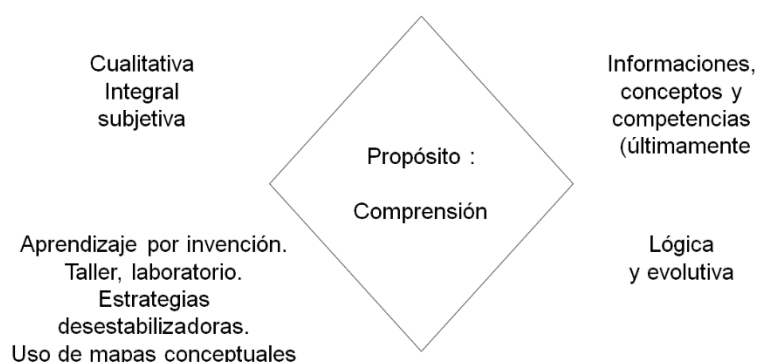 Cualitativa
Integral
subjetiva
Informaciones,
conceptos y
competencias
(últimamente
Propósito :
Comprensión
Aprendizaje por invención.
Taller, laboratorio.
Estrategias
desestabilizadoras.
Uso de mapas conceptuales
Lógica
y evolutiva